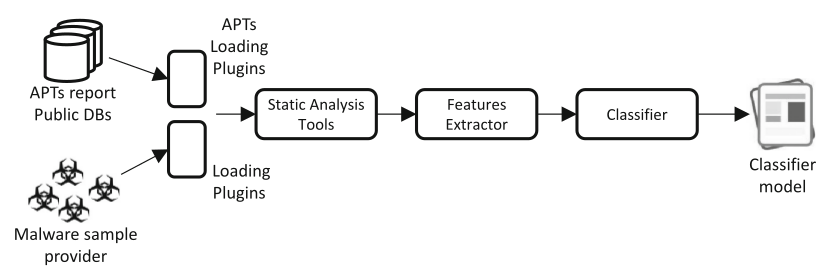 APTs
Loading
Plugins
APTs report
Public DBs
Static Analysis
Tools
Features
Extractor
Classifier
Loading
Plugins
Classifier
model
Malware sample
provider